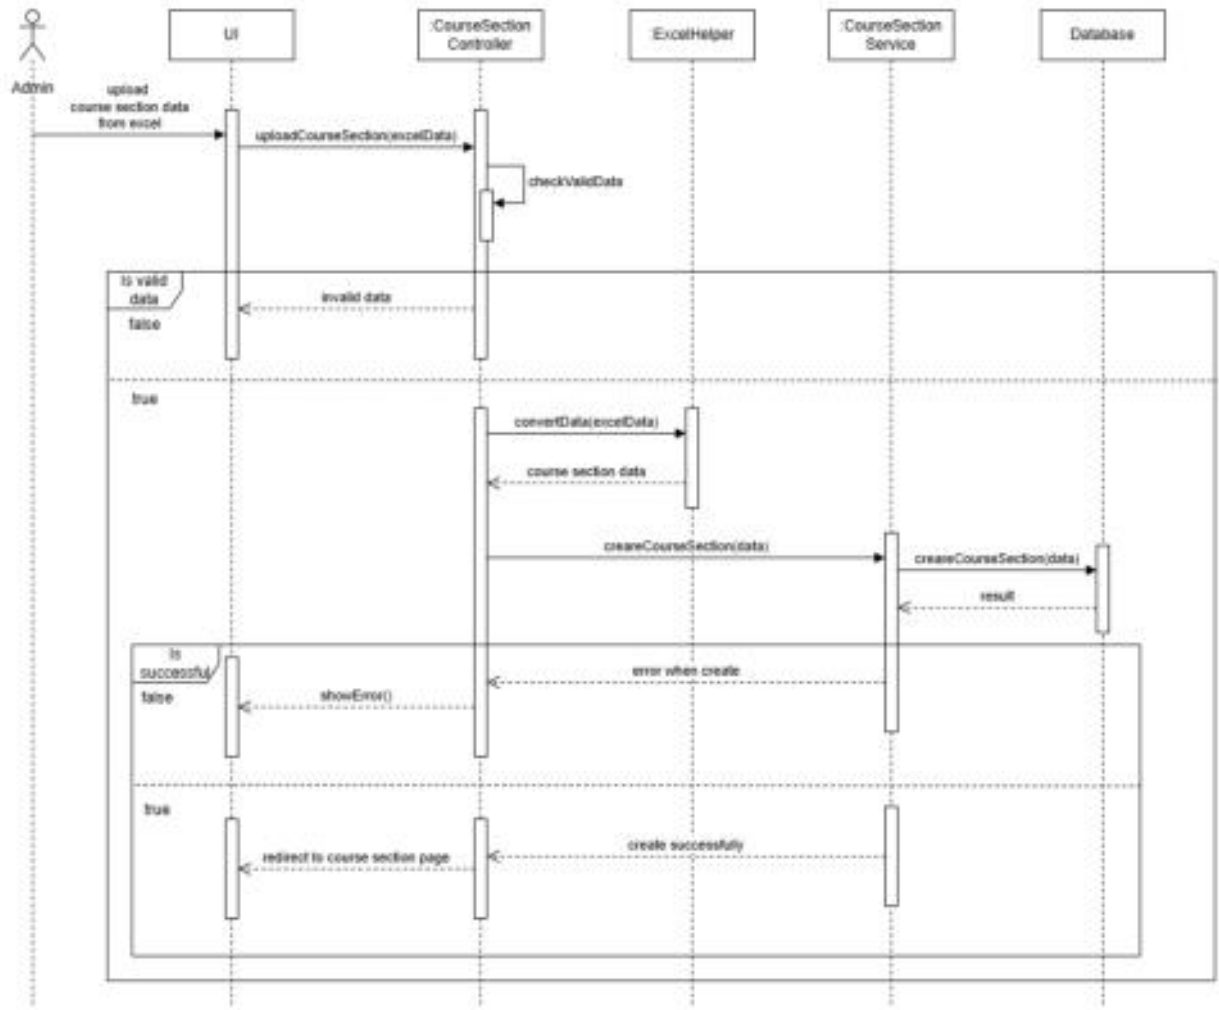 UI
:CourseSection
Controller
ExcelHelper
:CourseSection
Service
Database
Admin
upload
course section data
from excel
uploadCourseSection(excelData)
checkValidData
Is valid
data
invalid data
false
true
convertData(excelData)
course section data
creareCourseSection(data)
creareCourseSection(data)
result
Is
successful
error when create
false
showError()
true
create successfully
redirect to course section page